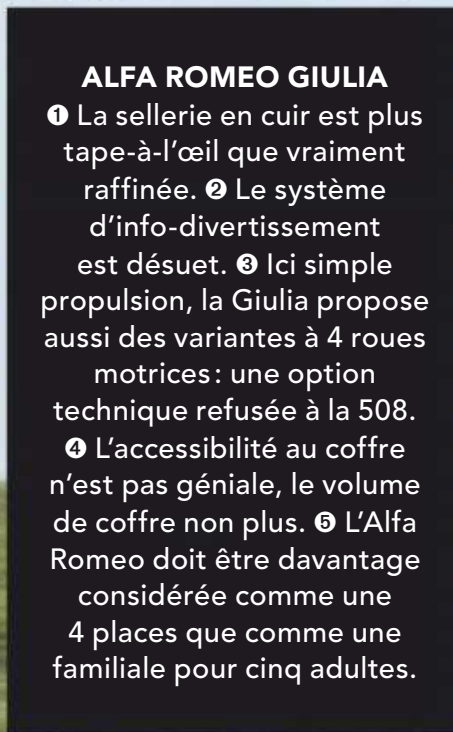 ALFA ROMEO GIULIA
❶ La sellerie en cuir est plus
tape-à-l'œil que vraiment
raffinée. ❷ Le système
d'info-divertissement
est désuet. ❸ Ici simple
propulsion, la Giulia propose
aussi des variantes à 4 roues
motrices : une option
technique refusée à la 508.
❹ L'accessibilité au coffre
n'est pas géniale, le volume
de coffre non plus. ❺ L'Alfa
Romeo doit être davantage
considérée comme une
4 places que comme une
familiale pour cinq adultes.